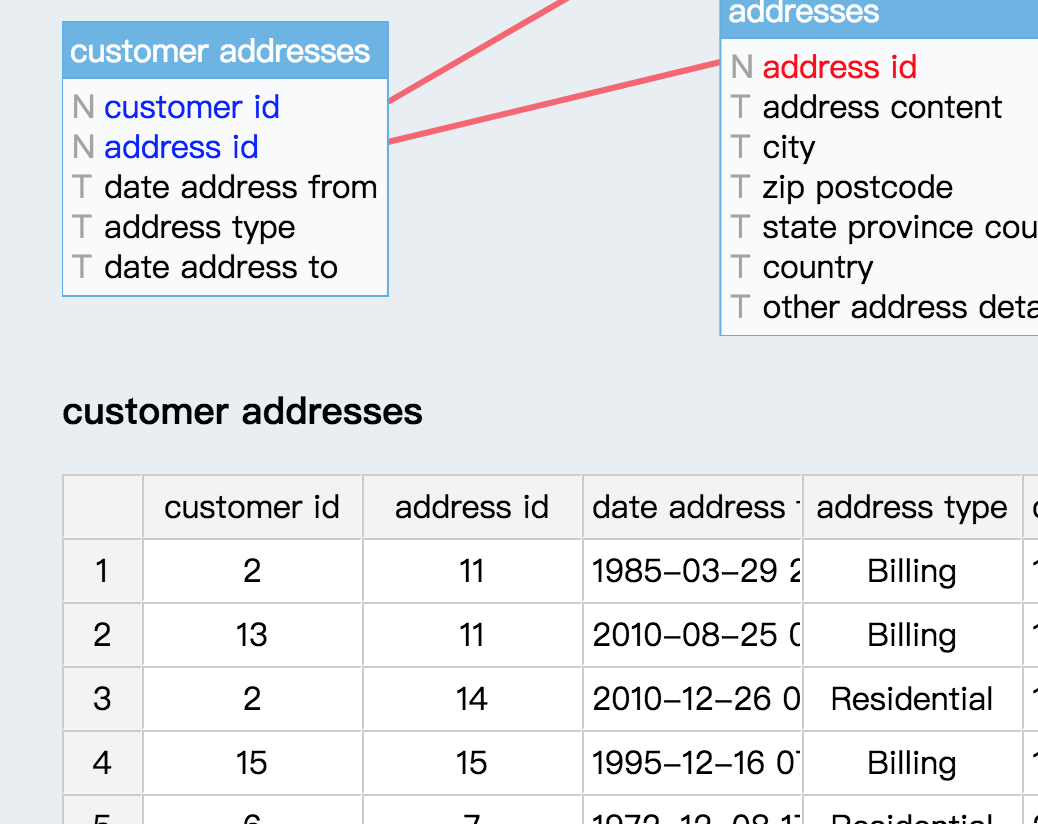 addresses
customer addresses
N customer id
N address id
T date address from
T address type
T date address to
N address id
T address content
T city
T zip postcode
T state province
T country
T other address
customer addresses
customer id address id date address address type
1 2 11 1985-03-29 Billing
2 13 11 2010-08-25 Billing
3 2 14 2010-12-26 Residential
4 15 15 1995-12-16 Billing